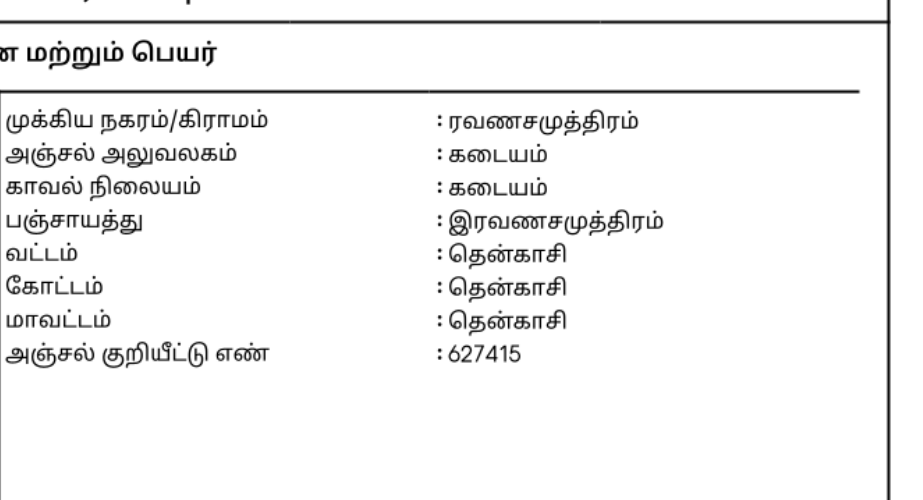 மற்றும் பெயர்
முக்கிய நகரம்/கிராமம் : ரவணசமுத்திரம்
அஞ்சல் அலுவலகம் : கடையம்
காவல் நிலையம் : கடையம்
பஞ்சாயத்து : இரவணசமுத்திரம்
வட்டம் : தென்காசி
கோட்டம் : தென்காசி
மாவட்டம் : தென்காசி
அஞ்சல் குறியீட்டு எண் : 627415